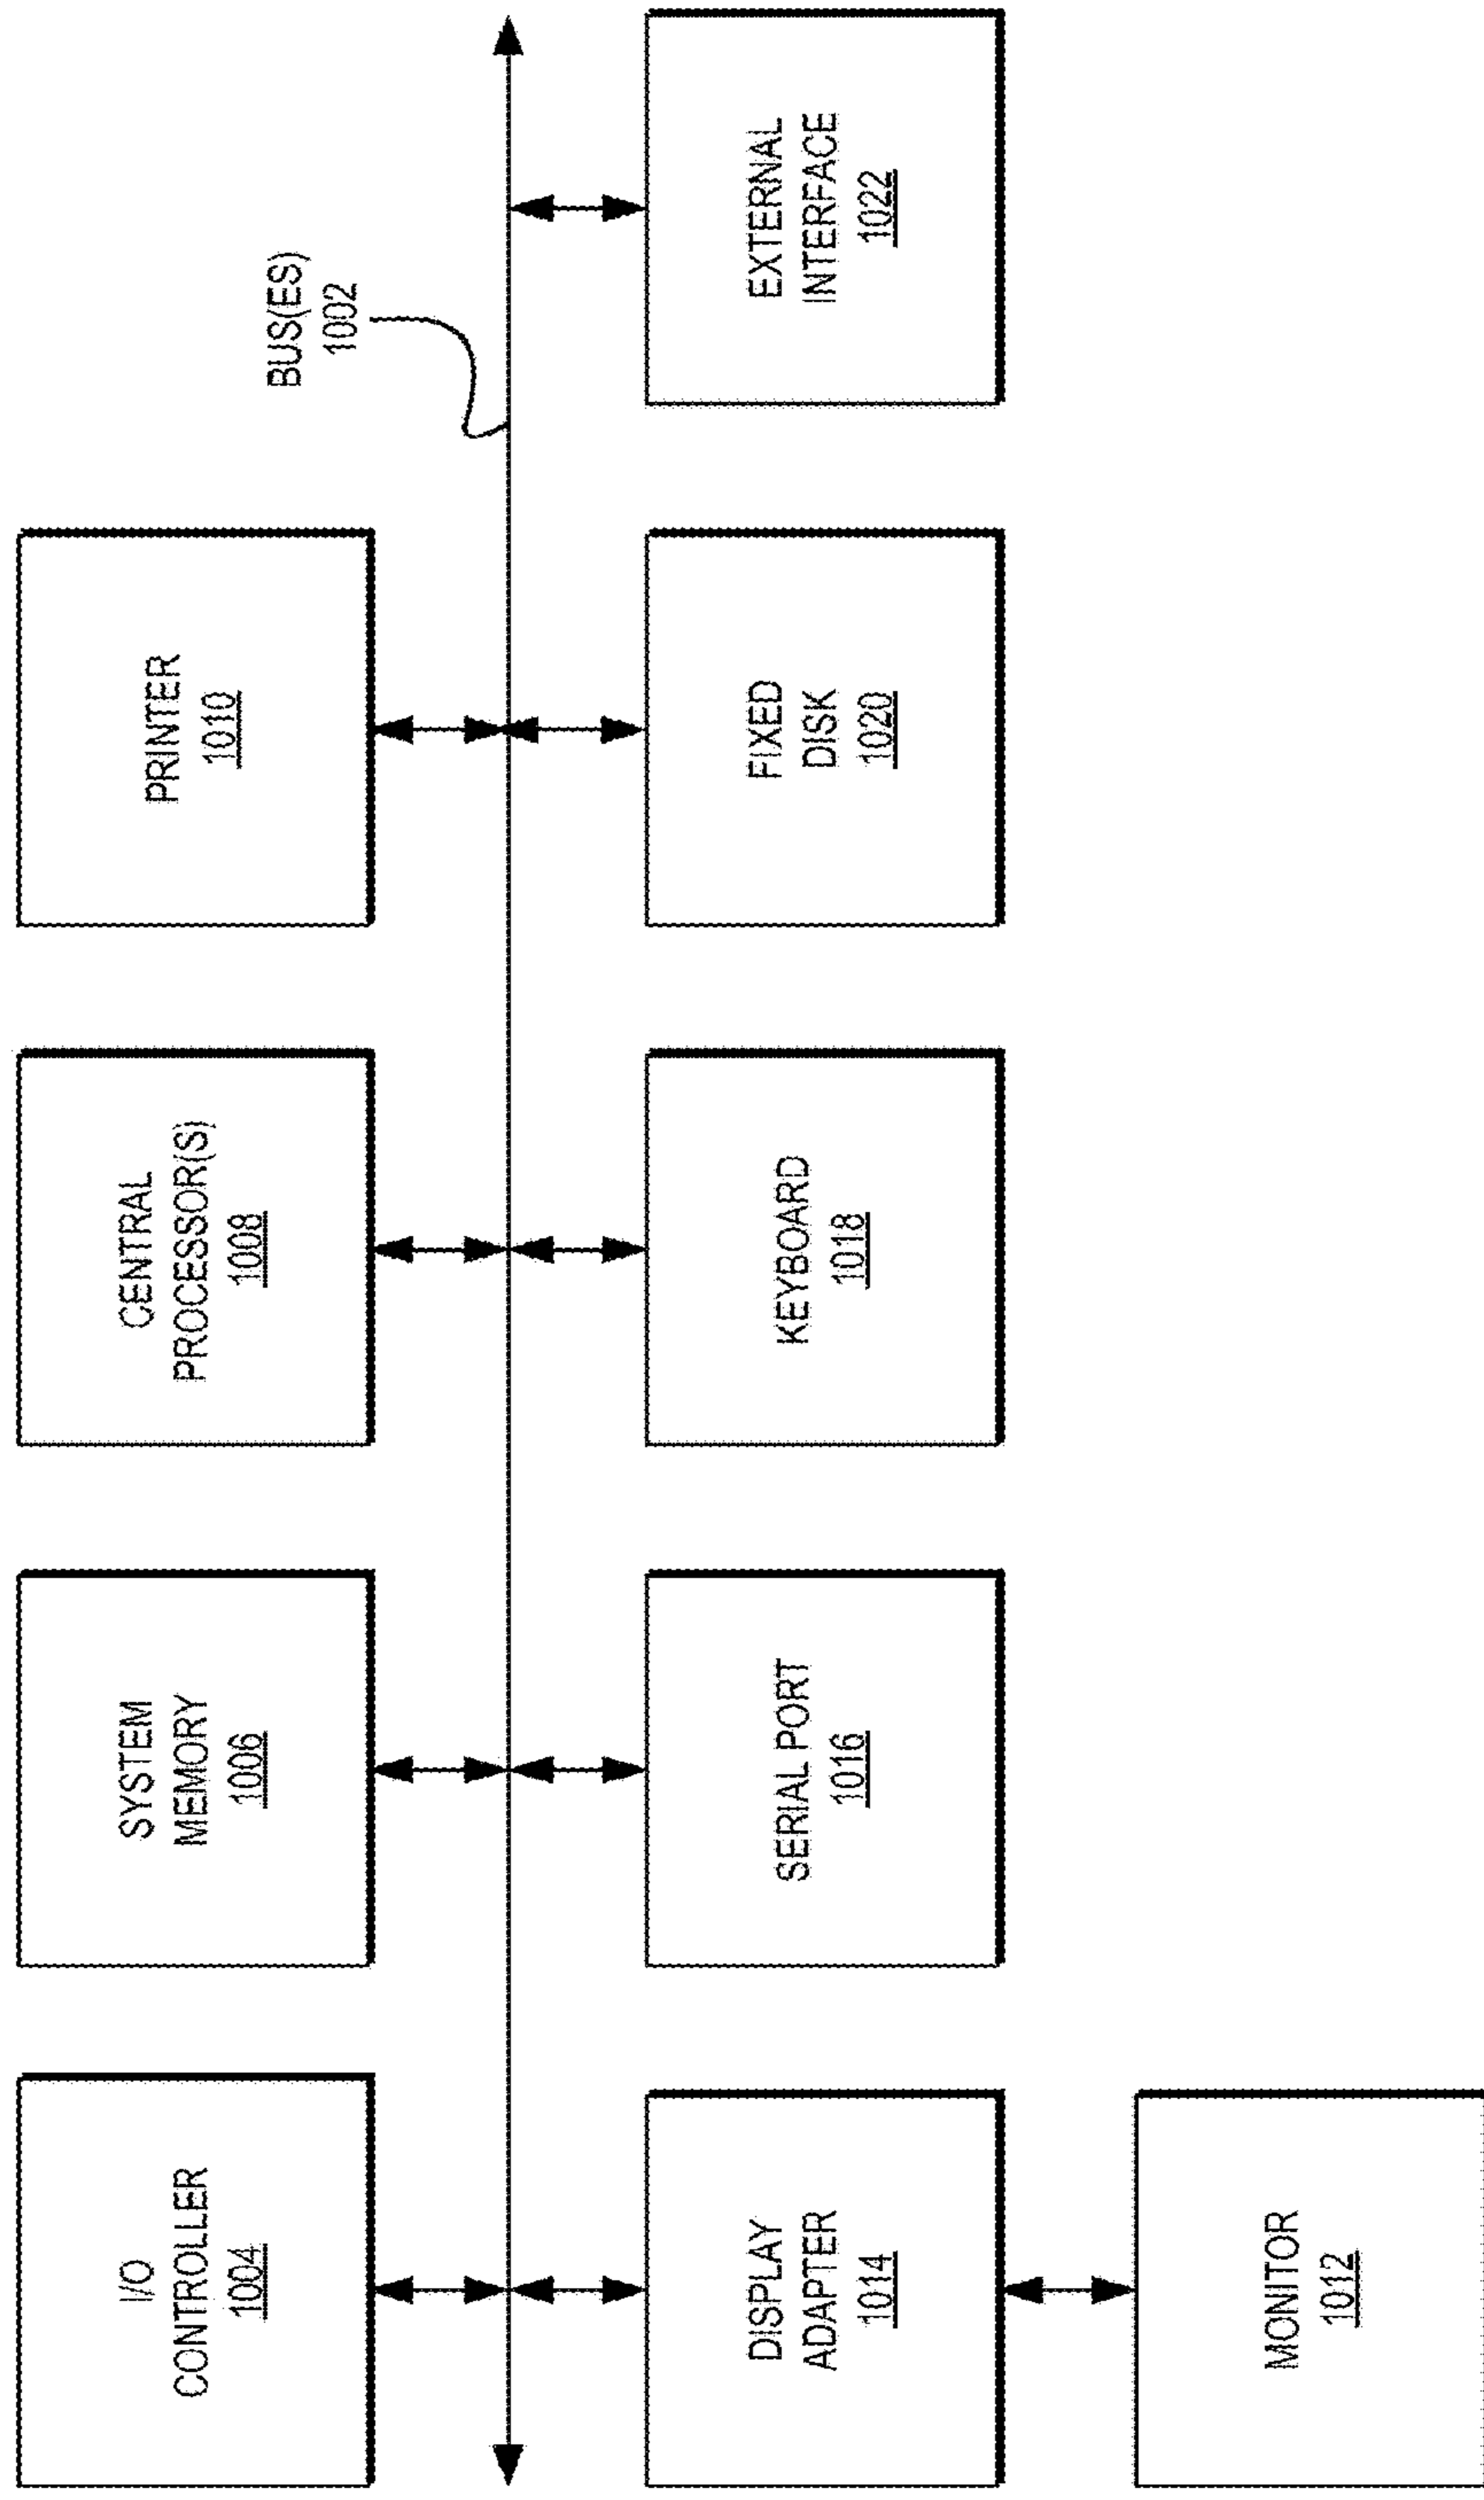 I/O
CONTROLLER
1004
SYSTEM
MEMORY
1006
CENTRAL
PROCESSOR(S)
1008
PRINTER
1010
BUS(ES)
1002
DISPLAY
ADAPTER
1014
SERIAL PORT
1016
KEYBOARD
1018
FIXED
DISK
1020
EXTERNAL
INTERFACE
1022
MONITOR
1012